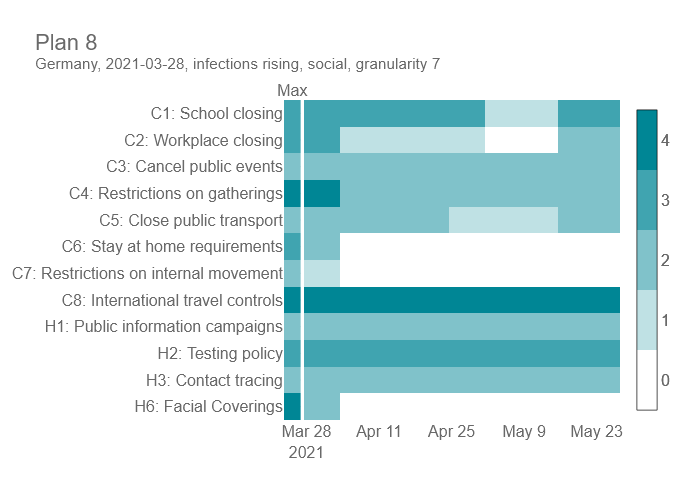 Plan 8
Germany, 2021-03-28, infections rising, social, granularity 7
Max
C1: School closing
C2: Workplace closing
C3: Cancel public events
C4: Restrictions on gatherings
C5: Close public transport
C6: Stay at home requirements
C7: Restrictions on internal movement
C8: International travel controls
H1: Public information campaigns
H2: Testing policy
H3: Contact tracing
H6: Facial Coverings
Mar 28 Apr 11 Apr 25 May 9 May 23
2021
4
3
2
1
0